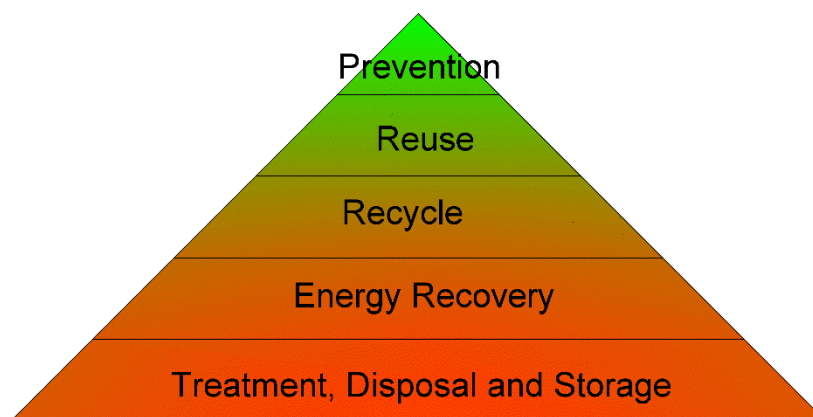 Prevention
Reuse
Recycle
Energy Recovery
Treatment, Disposal and Storage